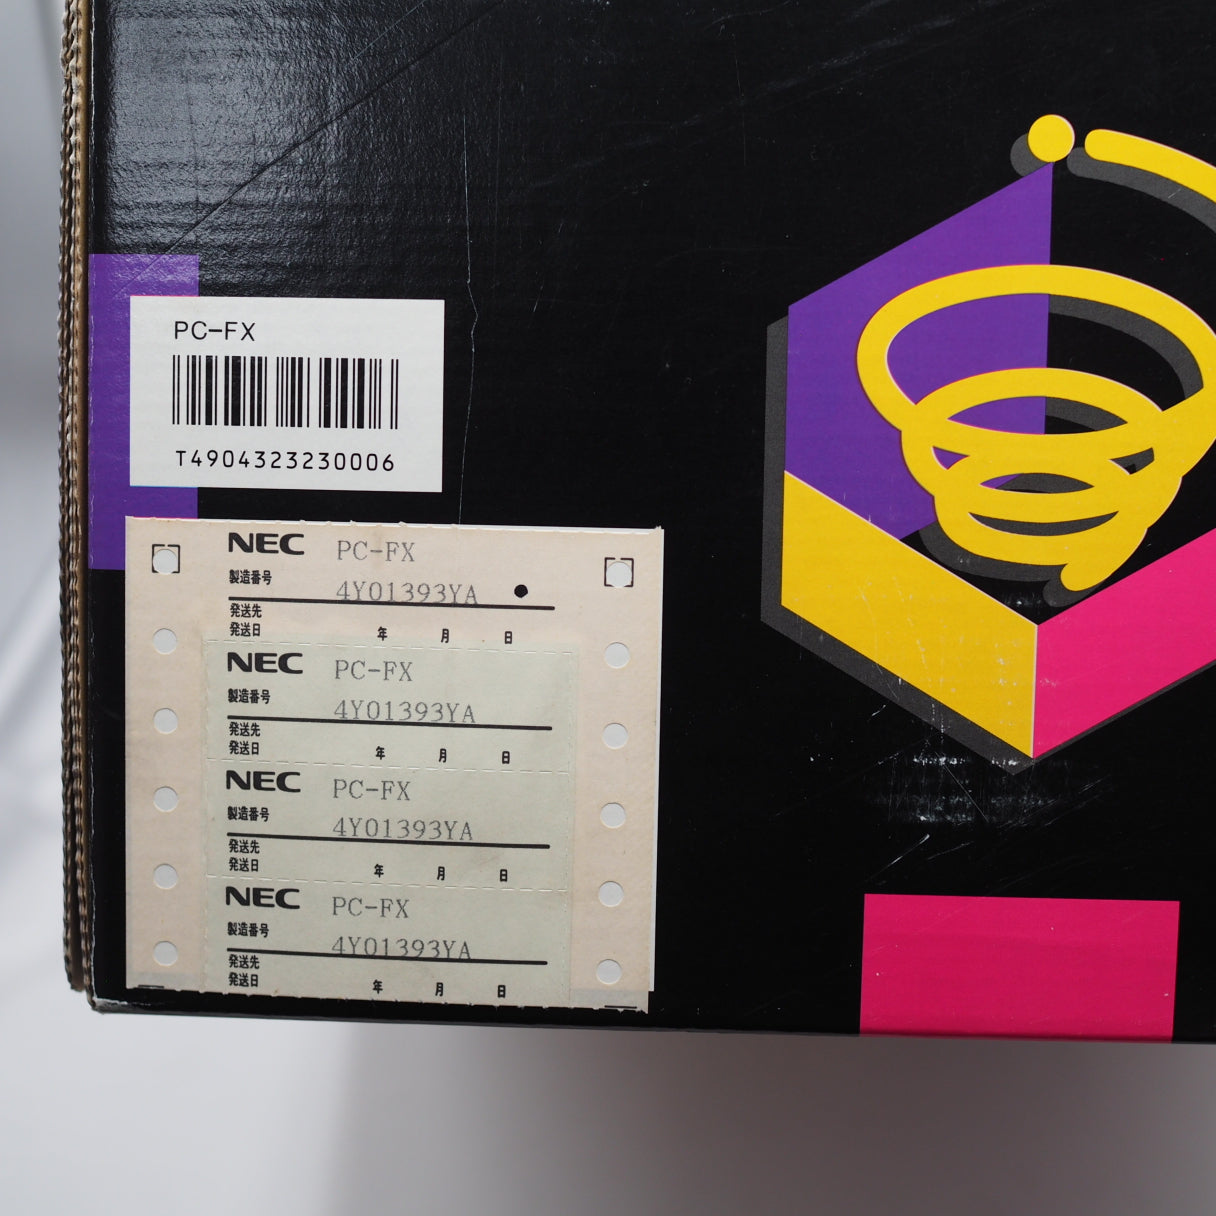 PC-FX
T4904323230006
NEC PC-FX
製造番号 4Y01393YA
発送先
発送日 年 月 日
NEC PC-FX
製造番号 4Y01393YA
発送先
発送日 年 月 日
NEC PC-FX
製造番号 4Y01393YA
発送先
発送日 年 月 日
NEC PC-FX
製造番号 4Y01393YA
発送先
発送日 年 月 日